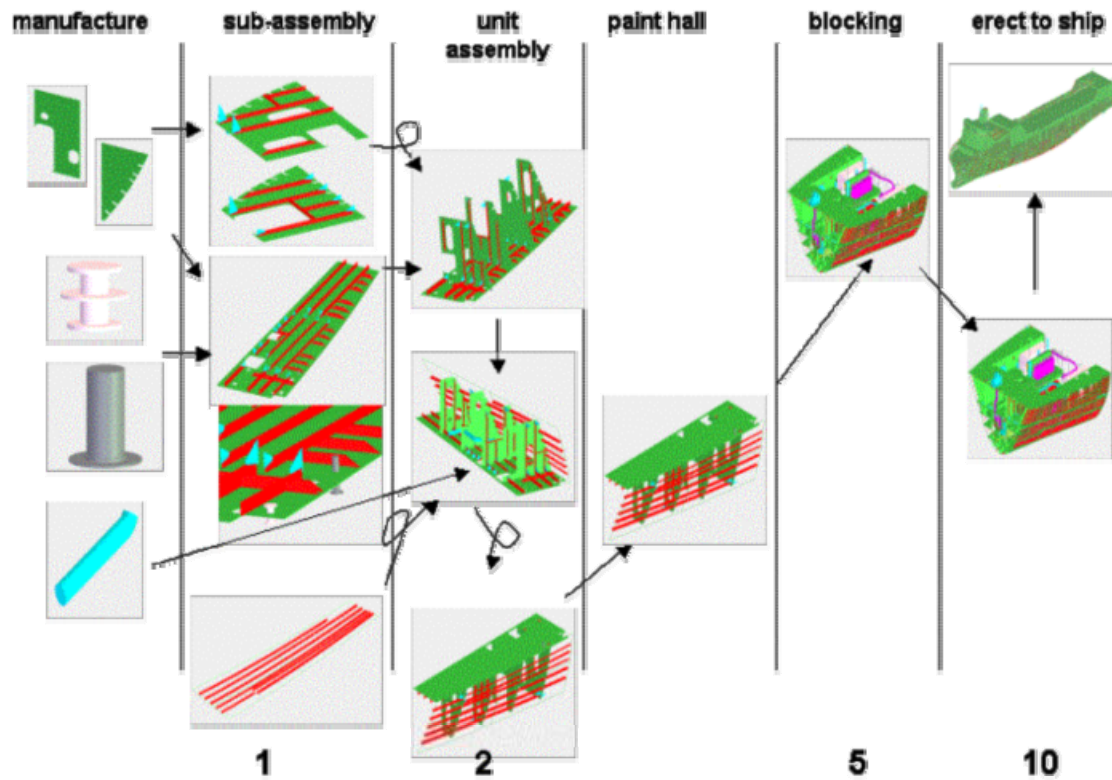 manufacture
sub-assembly
unit
assembly
paint hall
blocking
erect to ship
1
2
5
10